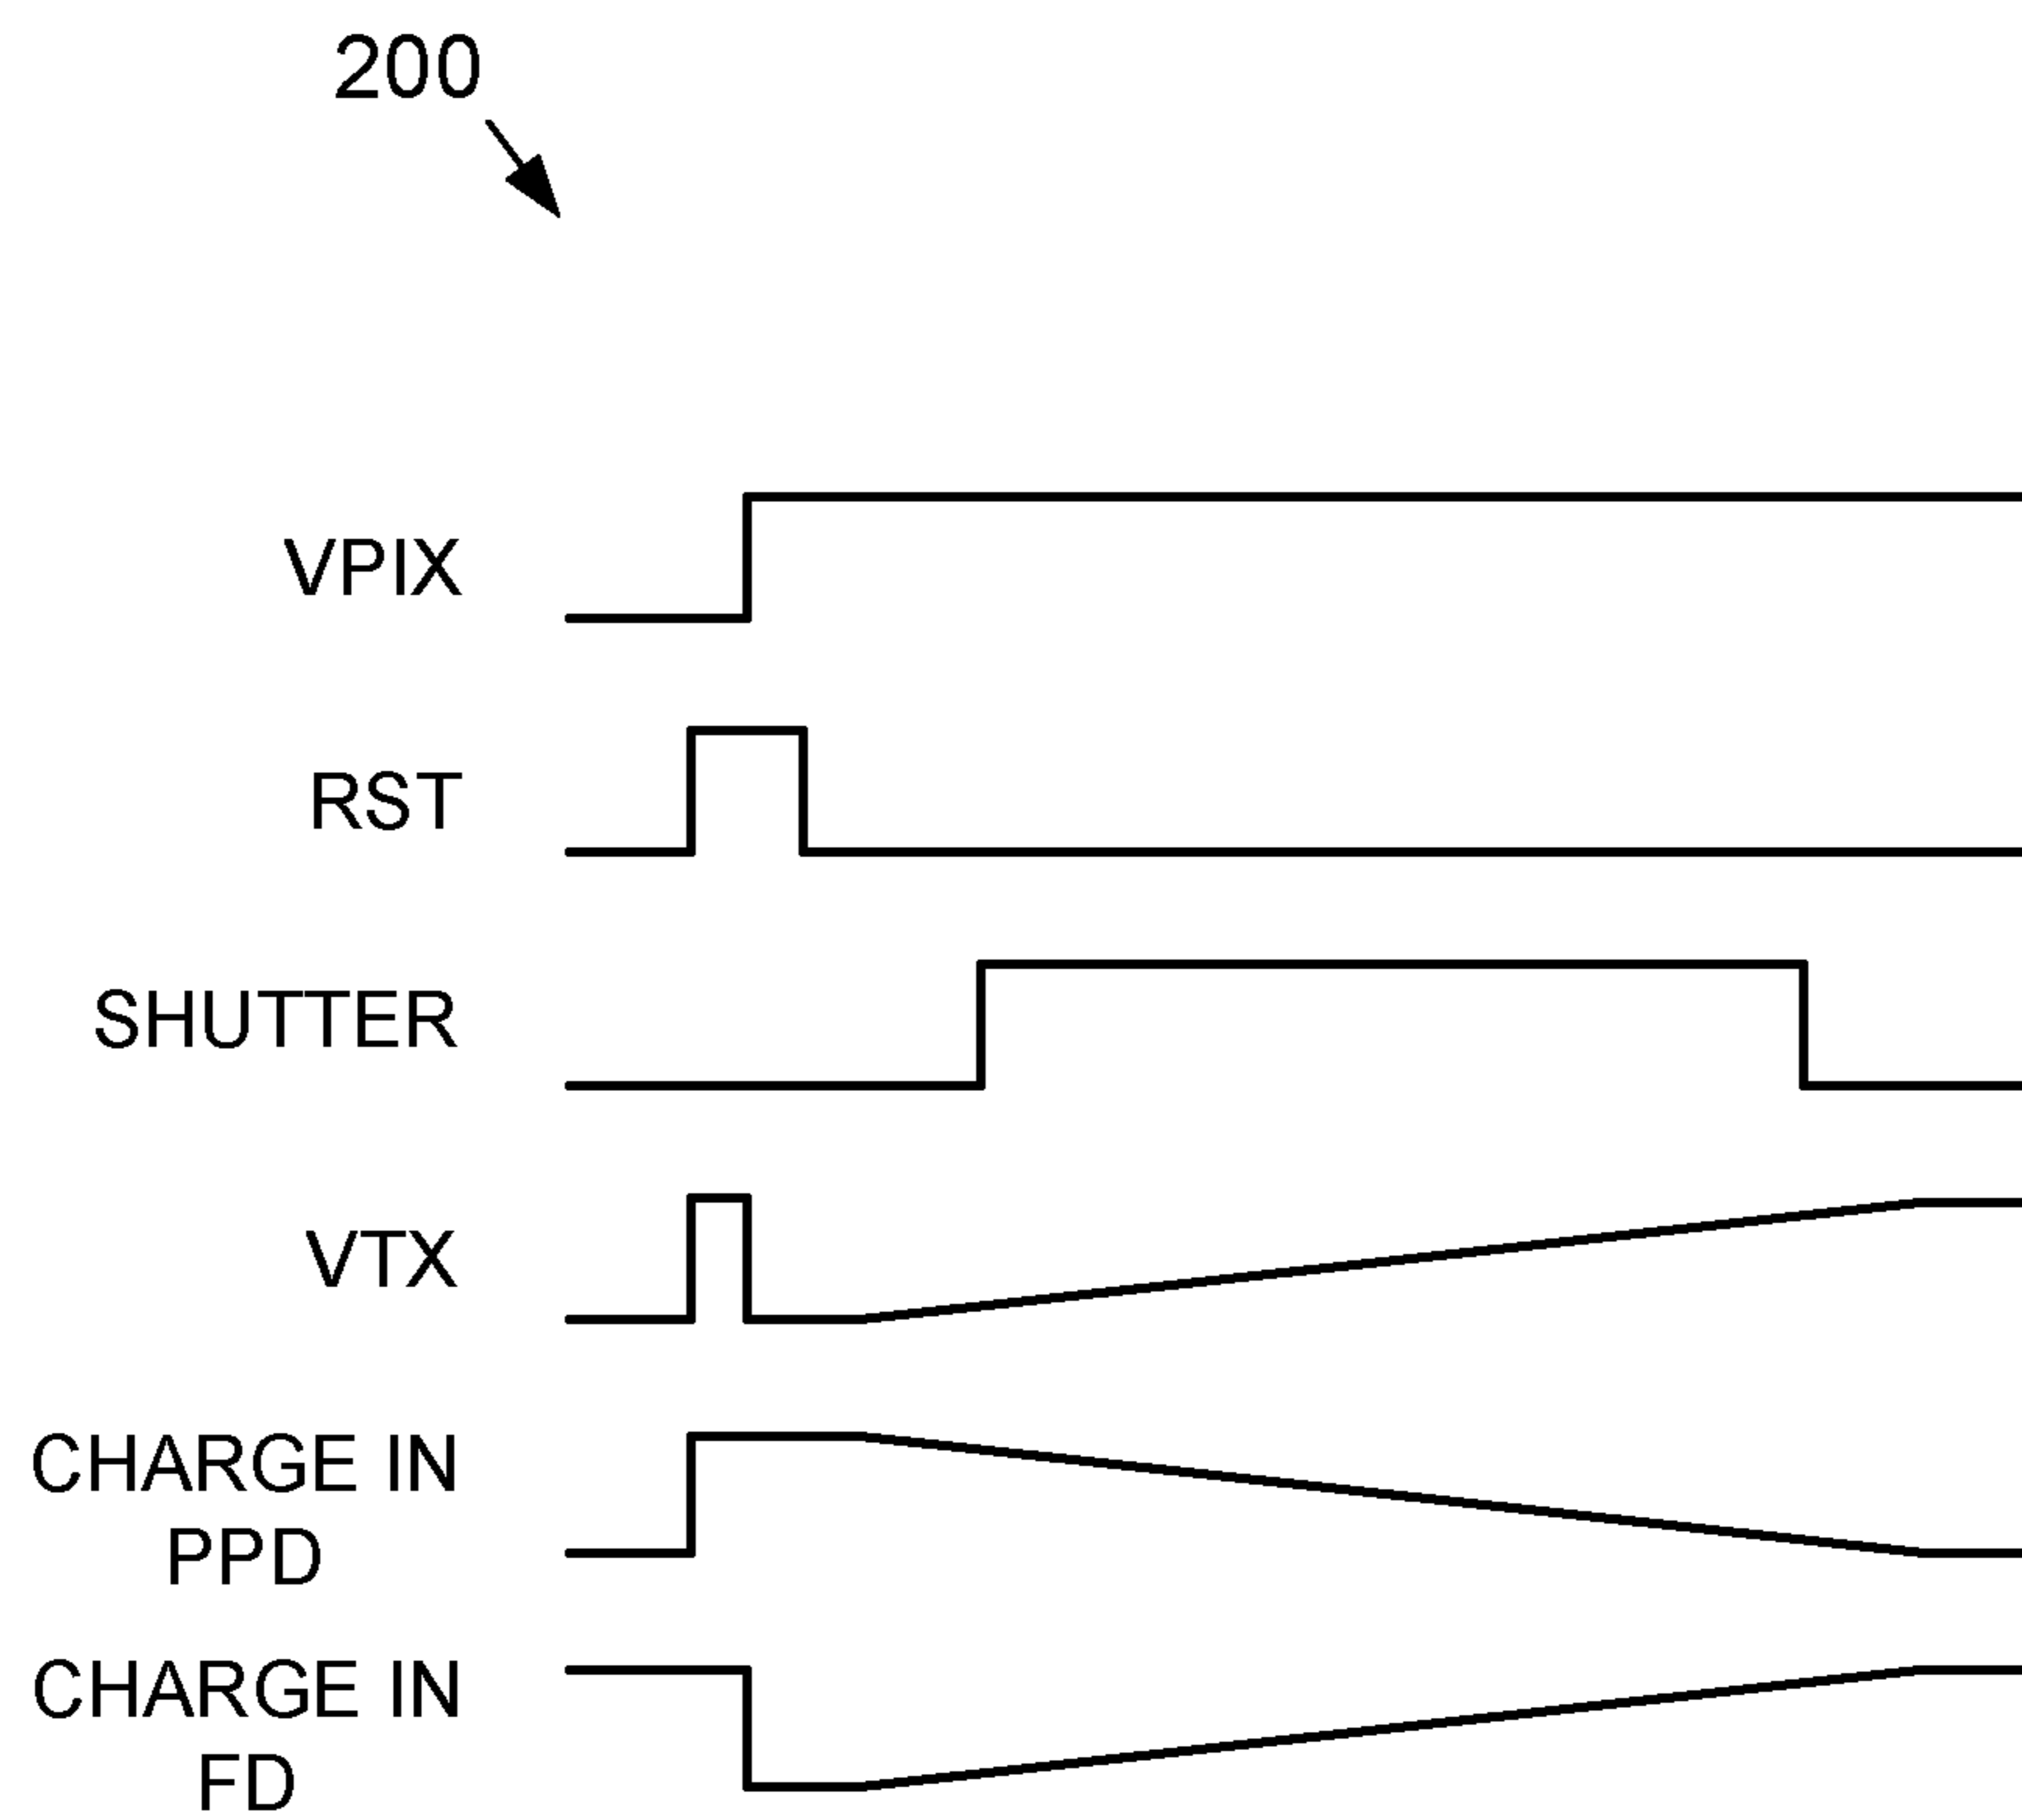 200
VPIX
RST
SHUTTER
VTX
CHARGE IN
PPD
CHARGE IN
FD